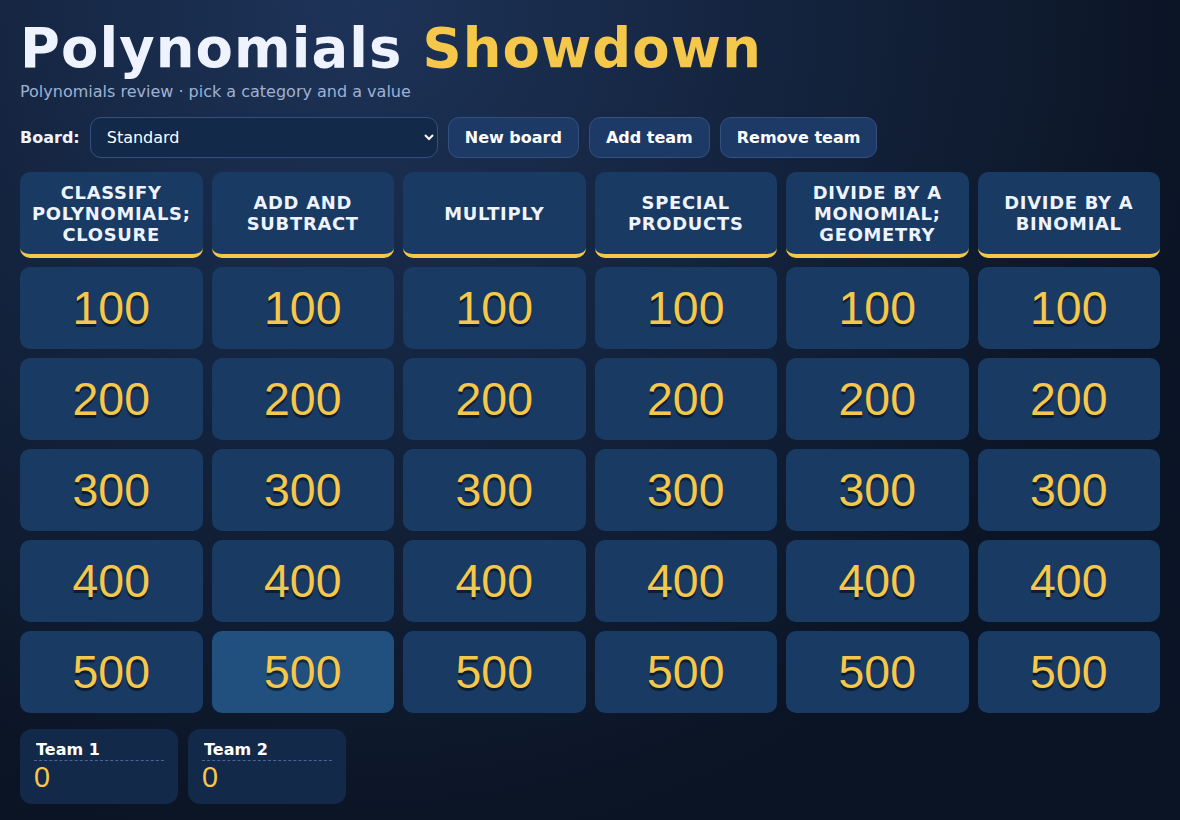 Polynomials Showdown
Polynomials review · pick a category and a value
Board: Standard New board Add team Remove team
CLASSIFY
POLYNOMIALS;
CLOSURE
ADD AND
SUBTRACT
MULTIPLY
SPECIAL
PRODUCTS
DIVIDE BY A
MONOMIAL;
GEOMETRY
DIVIDE BY A
BINOMIAL
100 100 100 100 100 100
200 200 200 200 200 200
300 300 300 300 300 300
400 400 400 400 400 400
500 500 500 500 500 500
Team 1 Team 2
0 0